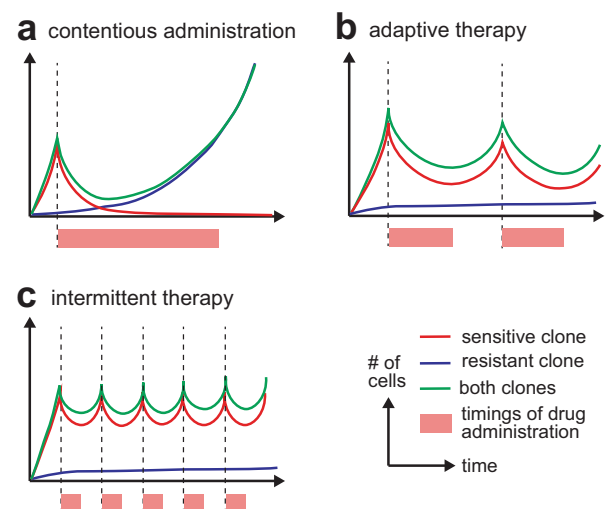 a contentious administration
b adaptive therapy
c intermittent therapy
sensitive clone
resistant clone
both clones
timings of drug
administration
# of
cells
time